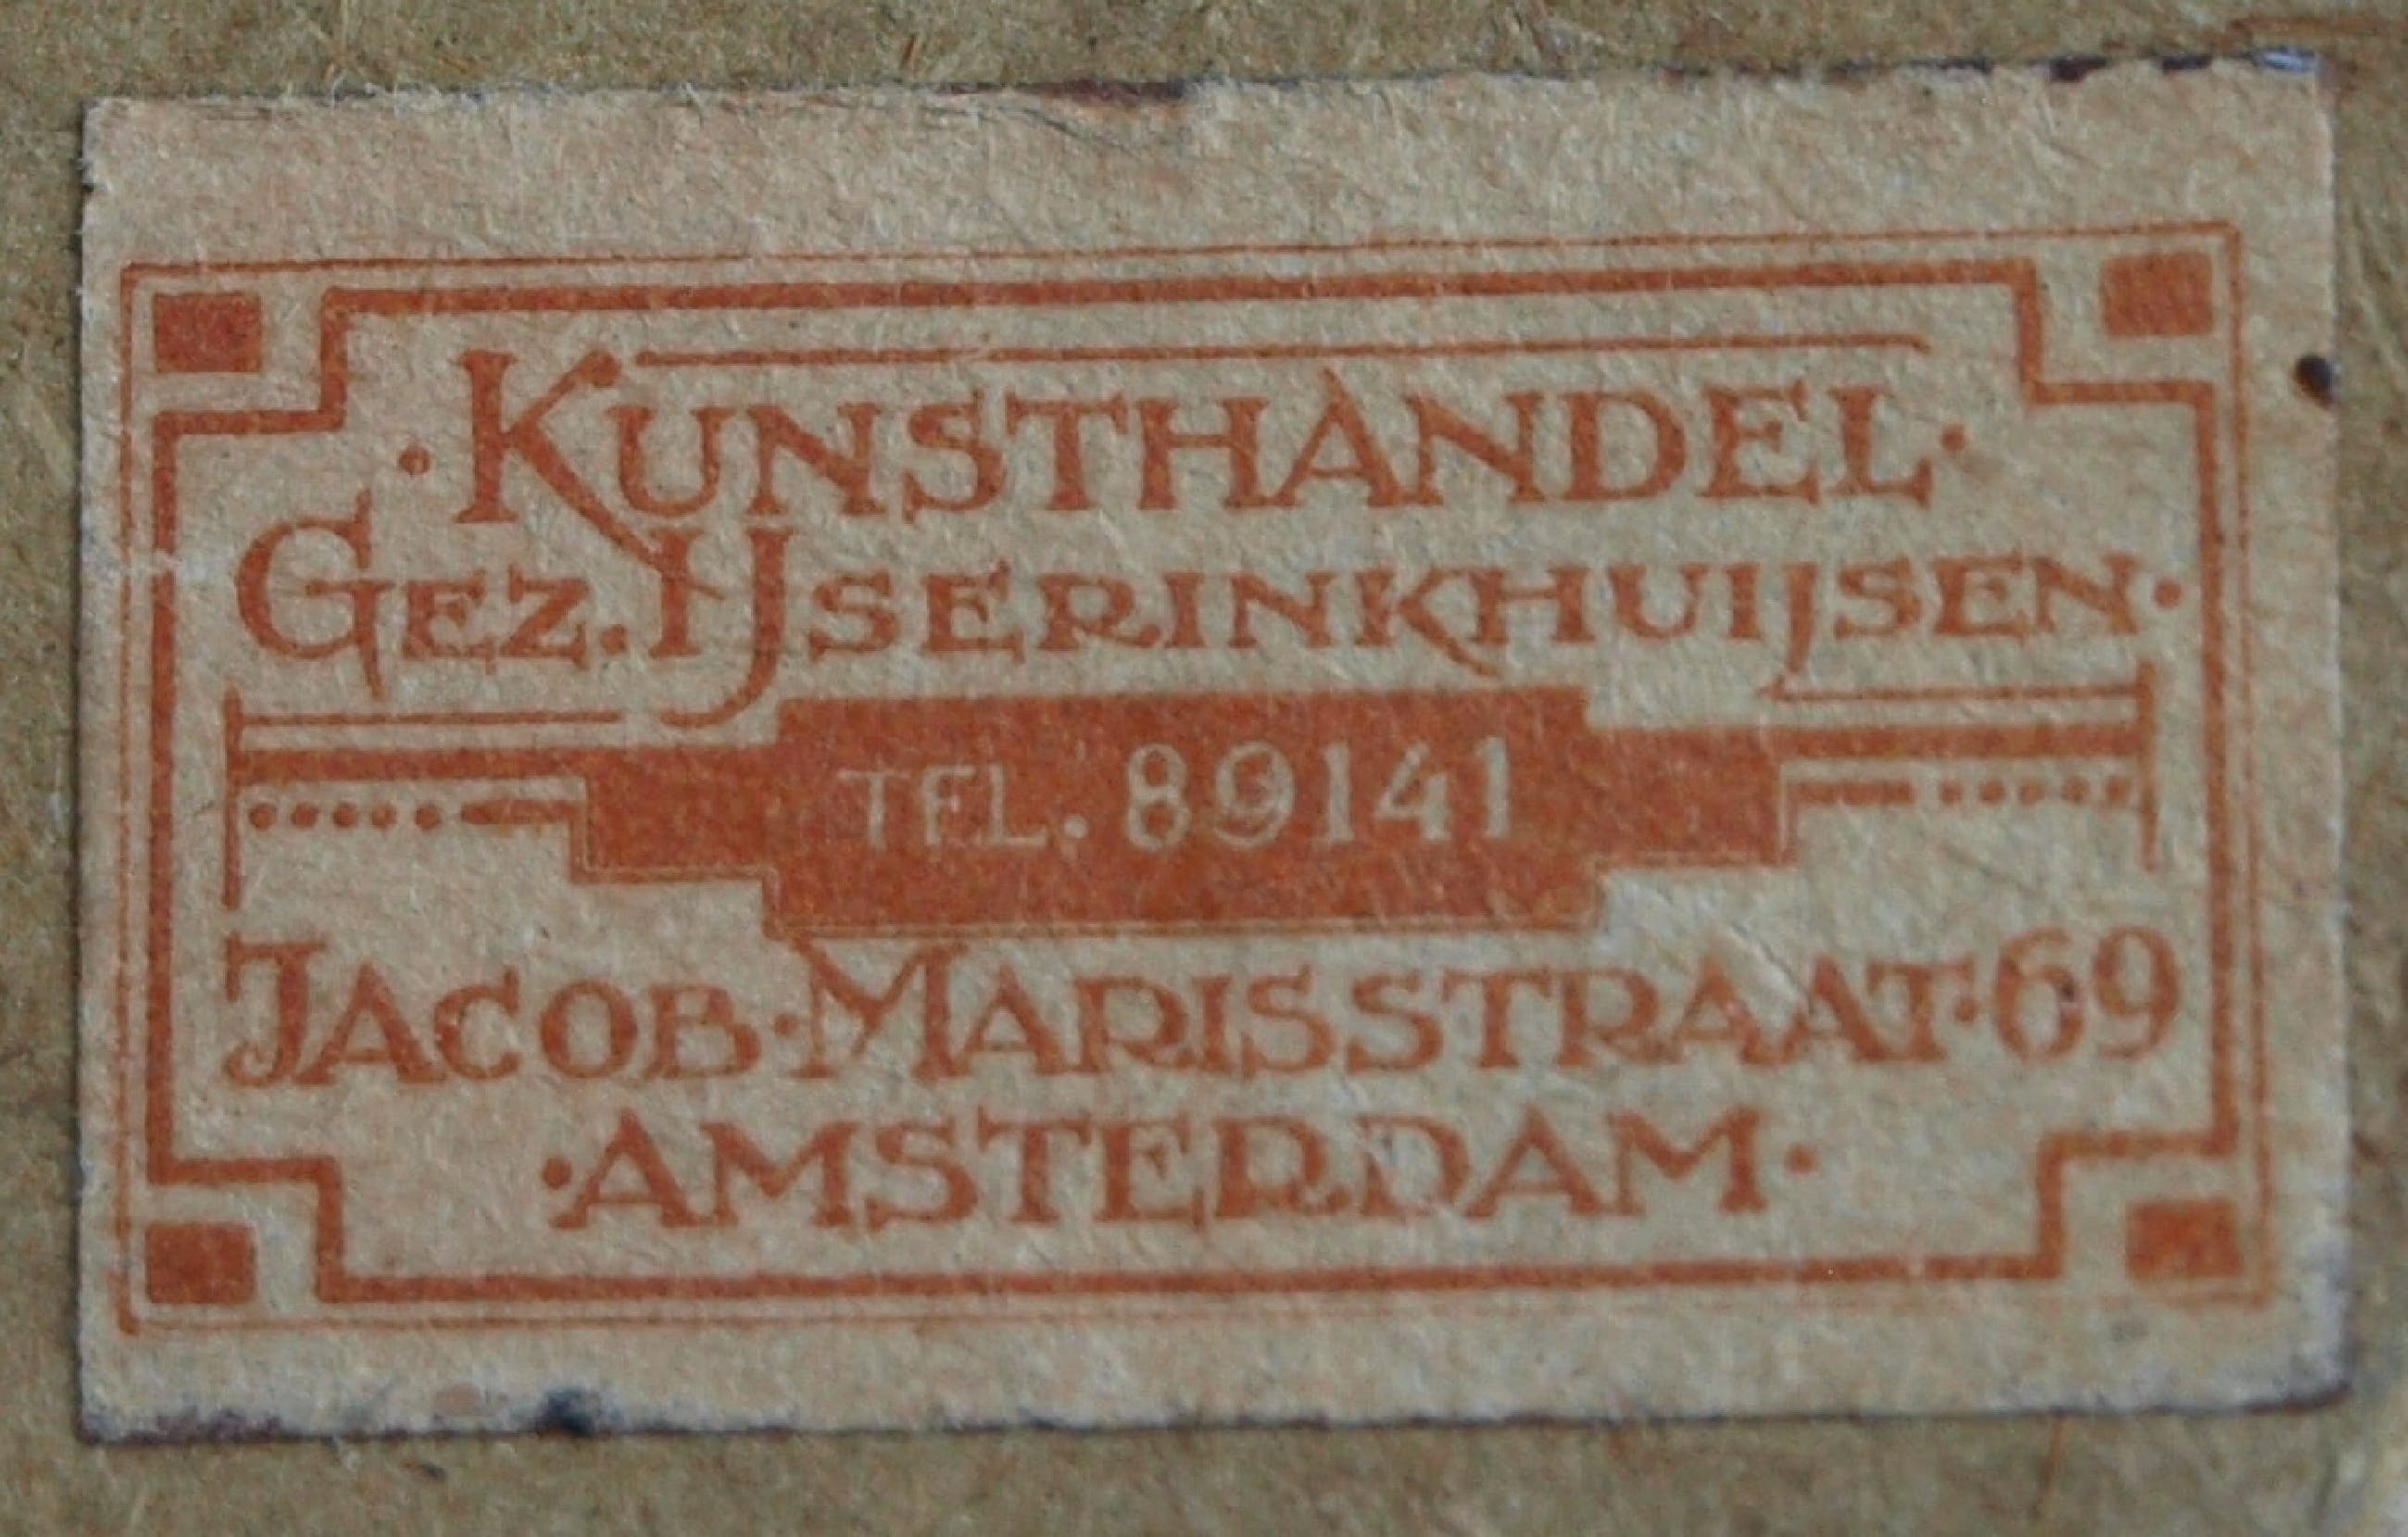 ·KUNSTHANDEL·
GEZ. IJSERINKHUIJSEN·
TEL. 89141
JACOB·MARISSTRAAT·69
·AMSTERDAM·